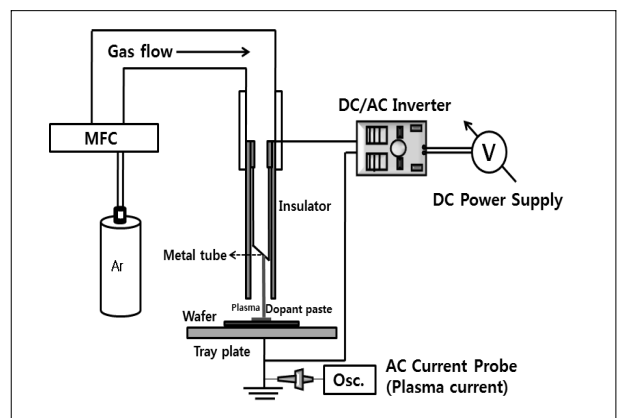 Gas flow
DC/AC Inverter
MFC
V
DC Power Supply
Insulator
Metal tube
Ar
Plasma
Dopant paste
Wafer
Tray plate
AC Current Probe
(Plasma current)
Osc.